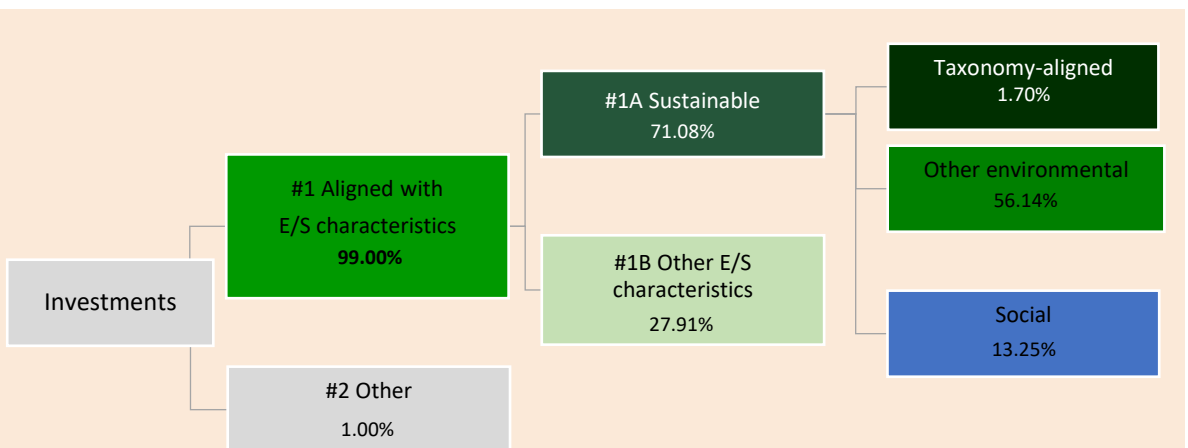 Investments
#1 Aligned with
E/S characteristics
99.00%
#2 Other
1.00%
#1A Sustainable
71.08%
#1B Other E/S
characteristics
27.91%
Taxonomy-aligned
1.70%
Other environmental
56.14%
Social
13.25%